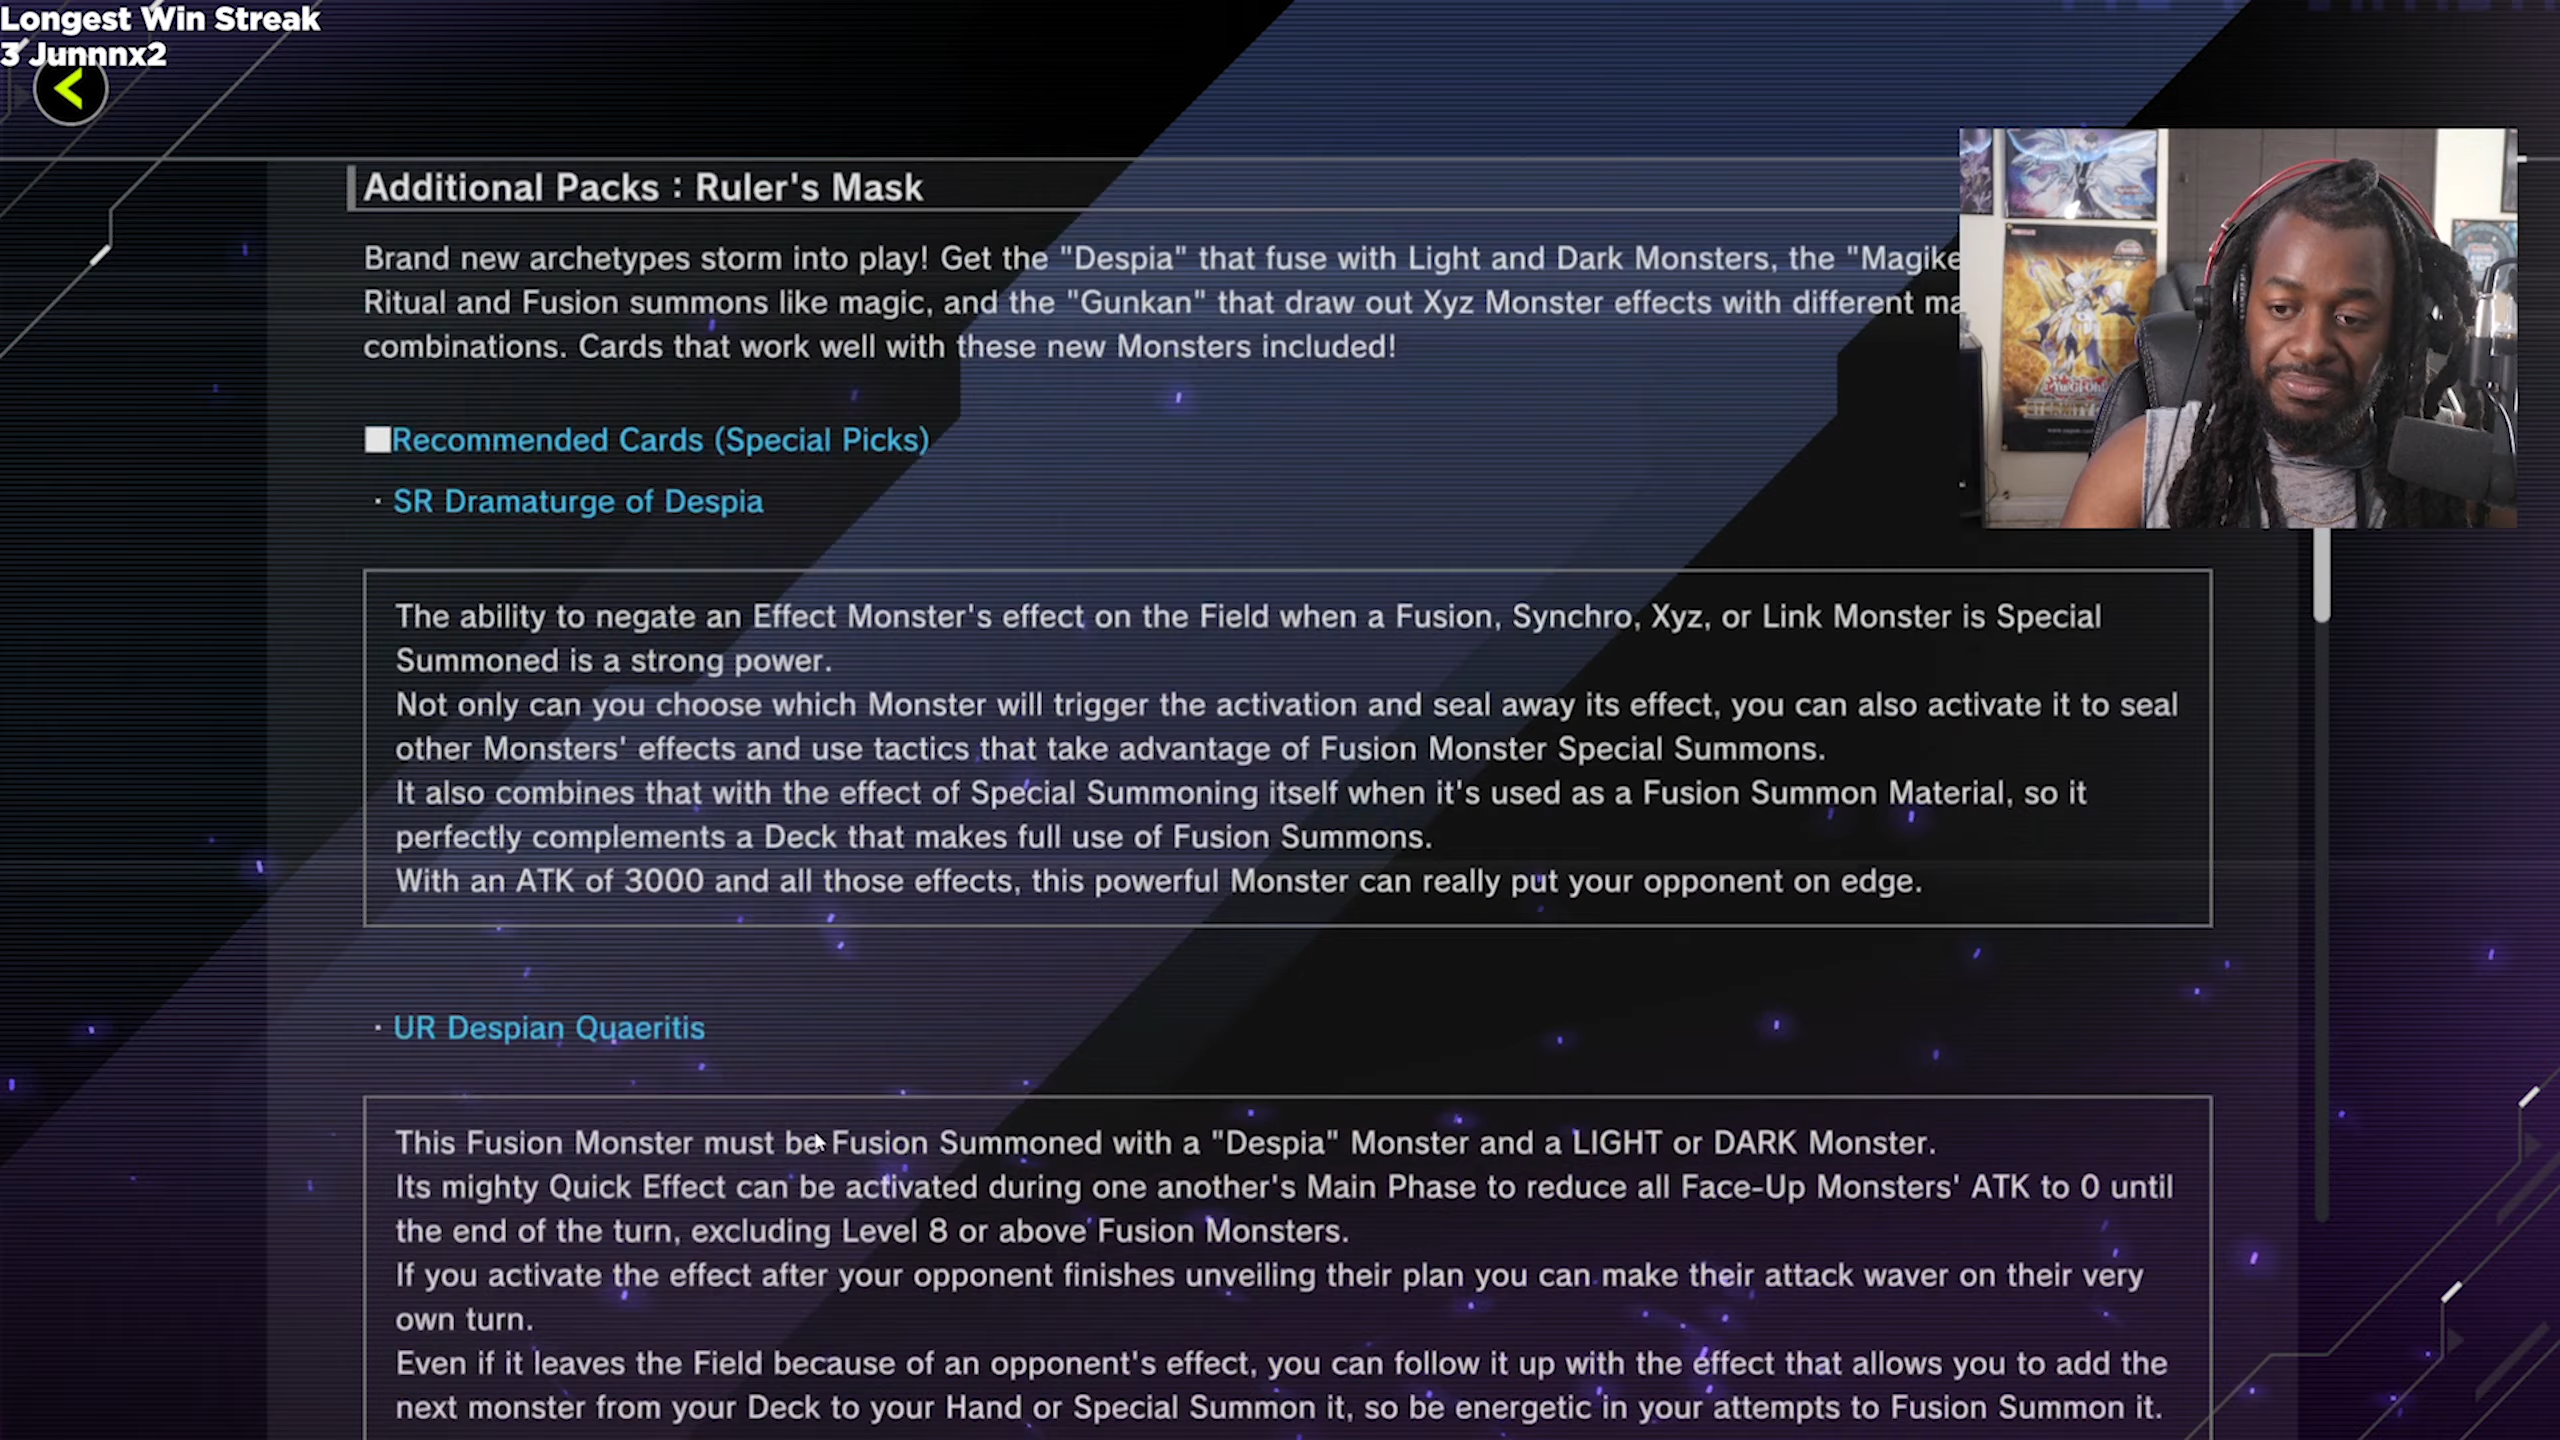 Longest Win Streak
3 Junnnx2
Additional Packs : Ruler's Mask
Brand new archetypes storm into play! Get the "Despia" that fuse with Light and Dark Monsters, the "Magike
Ritual and Fusion summons like magic, and the "Gunkan" that draw out Xyz Monster effects with different ma
combinations. Cards that work well with these new Monsters included!
Recommended Cards (Special Picks)
· SR Dramaturge of Despia
The ability to negate an Effect Monster's effect on the Field when a Fusion, Synchro, Xyz, or Link Monster is Special
Summoned is a strong power.
Not only can you choose which Monster will trigger the activation and seal away its effect, you can also activate it to seal
other Monsters' effects and use tactics that take advantage of Fusion Monster Special Summons.
It also combines that with the effect of Special Summoning itself when it's used as a Fusion Summon Material, so it
perfectly complements a Deck that makes full use of Fusion Summons.
With an ATK of 3000 and all those effects, this powerful Monster can really put your opponent on edge.
· UR Despian Quaeritis
This Fusion Monster must be Fusion Summoned with a "Despia" Monster and a LIGHT or DARK Monster.
Its mighty Quick Effect can be activated during one another's Main Phase to reduce all Face-Up Monsters' ATK to 0 until
the end of the turn, excluding Level 8 or above Fusion Monsters.
If you activate the effect after your opponent finishes unveiling their plan you can make their attack waver on their very
own turn.
Even if it leaves the Field because of an opponent's effect, you can follow it up with the effect that allows you to add the
next monster from your Deck to your Hand or Special Summon it, so be energetic in your attempts to Fusion Summon it.
Yu-Gi-Oh!